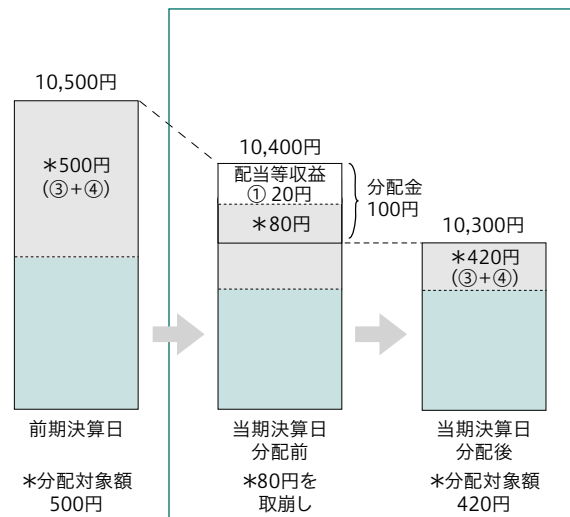 10,500円
＊500円
(③+④)
前期決算日
＊分配対象額
500円
10,400円
配当等収益
① 20円
＊80円
分配金
100円
当期決算日
分配前
＊80円を
取崩し
10,300円
＊420円
(③+④)
当期決算日
分配後
＊分配対象額
420円